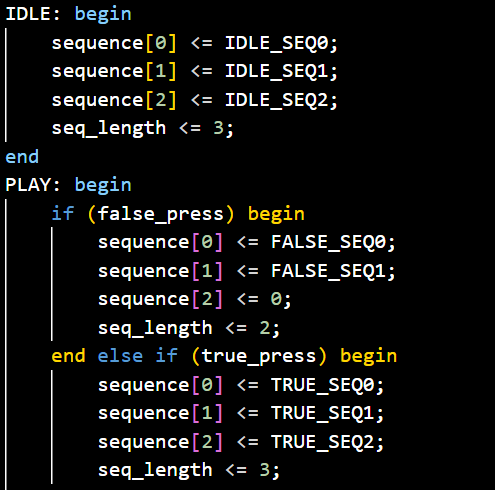 IDLE: begin
    sequence[0] <= IDLE_SEQ0;
    sequence[1] <= IDLE_SEQ1;
    sequence[2] <= IDLE_SEQ2;
    seq_length <= 3;
end
PLAY: begin
    if (false_press) begin
        sequence[0] <= FALSE_SEQ0;
        sequence[1] <= FALSE_SEQ1;
        sequence[2] <= 0;
        seq_length <= 2;
    end else if (true_press) begin
        sequence[0] <= TRUE_SEQ0;
        sequence[1] <= TRUE_SEQ1;
        sequence[2] <= TRUE_SEQ2;
        seq_length <= 3;